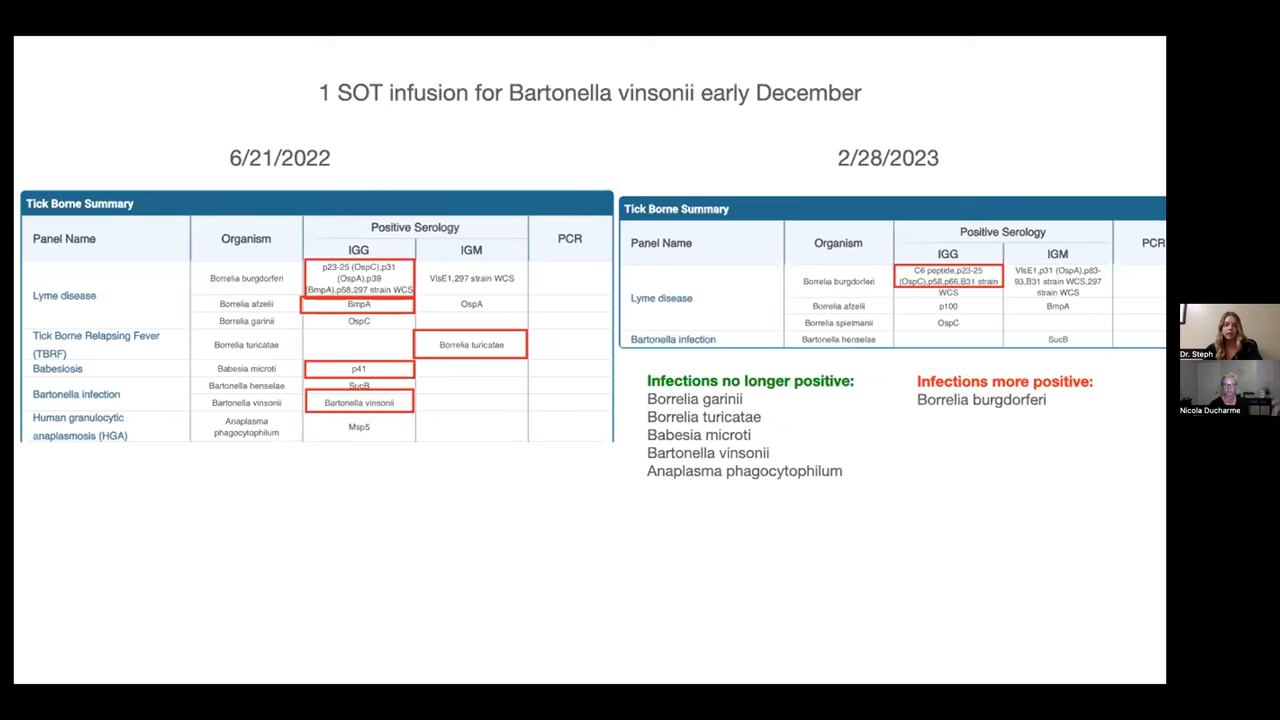 1 SOT infusion for Bartonella vinsonii early December
6/21/2022
Tick Borne Summary
Panel Name
Organism
Positive Serology
IGG
IGM
PCR
Lyme disease
Borrelia burgdorferi
p23-25 (OspC),p31
(OspA),p39
(BmpA),p58,297 strain WCS
VlsE1,297 strain WCS
Borrelia afzelii
BmpA
OspA
Borrelia garinii
OspC
Tick Borne Relapsing Fever
(TBRF)
Borrelia turicatae
Borrelia turicatae
Babesiosis
Babesia microti
p41
Bartonella infection
Bartonella henselae
SucB
Bartonella vinsonii
Bartonella vinsonii
Human granulocytic
anaplasmosis (HGA)
Anaplasma
phagocytophilum
Msp5
2/28/2023
Tick Borne Summary
Panel Name
Organism
Positive Serology
IGG
IGM
PCR
Lyme disease
Borrelia burgdorferi
C6 peptide,p23-25
(OspC),p58,p66,B31 strain
WCS
VlsE1,p31 (OspA),p83-
93,B31 strain WCS,297
strain WCS
Borrelia afzelii
p100
BmpA
Borrelia spielmanii
OspC
Bartonella infection
Bartonella henselae
SucB
Infections no longer positive:
Borrelia garinii
Borrelia turicatae
Babesia microti
Bartonella vinsonii
Anaplasma phagocytophilum
Infections more positive:
Borrelia burgdorferi
Dr. Steph
Nicola Ducharme